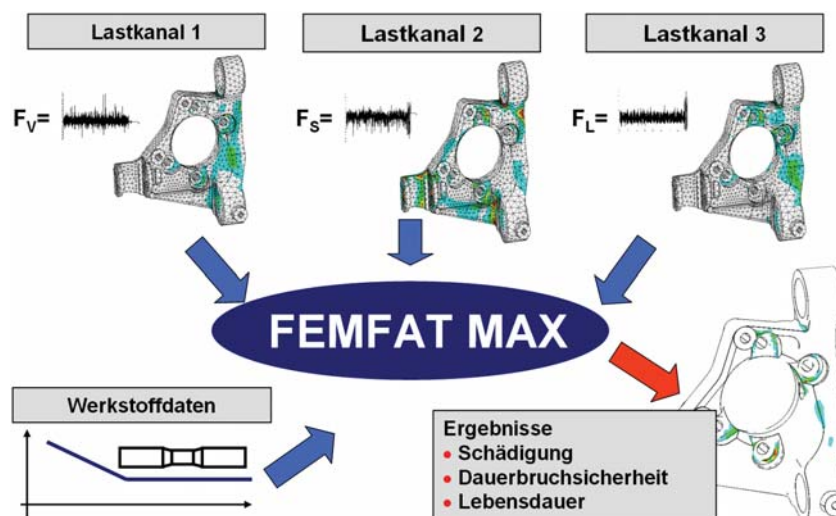 Lastkanal 1
Lastkanal 2
Lastkanal 3
FV=
FS=
FL=
FEMFAT MAX
Werkstoffdaten
Ergebnisse
• Schädigung
• Dauerbruchsicherheit
• Lebensdauer